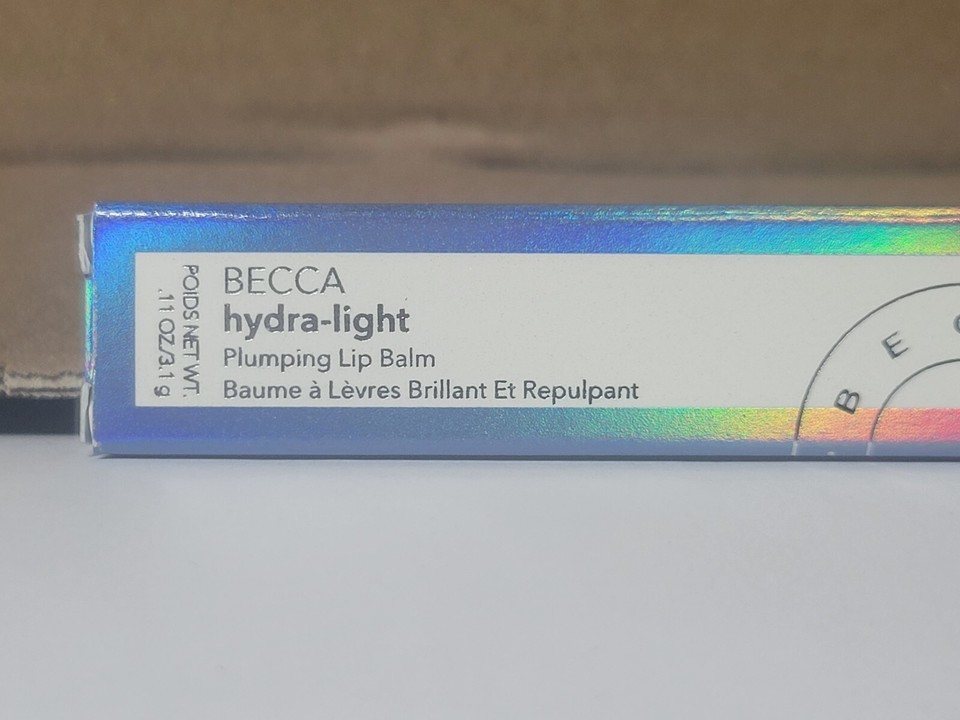 BECCA
hydra-light
Plumping Lip Balm
Baume à Lèvres Brillant Et Repulpant
POIDS NET WT.
.11 OZ/3.1 g
B E